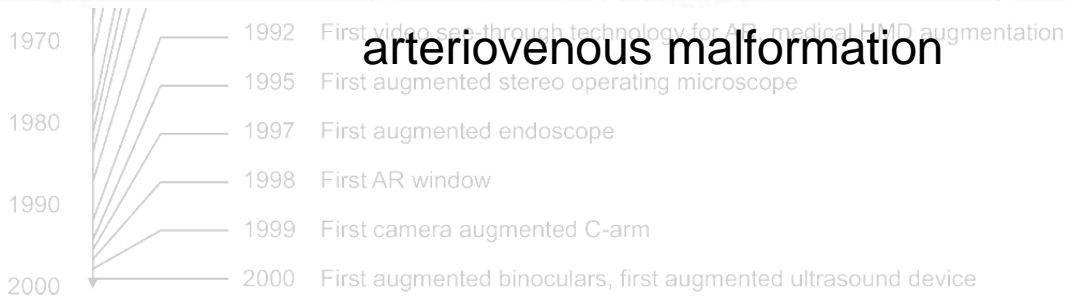 1970
1992 First video see-through technology for AR, medical HMD augmentation
arteriovenous malformation
1995 First augmented stereo operating microscope
1980
1997 First augmented endoscope
1998 First AR window
1990
1999 First camera augmented C-arm
2000 First augmented binoculars, first augmented ultrasound device
2000